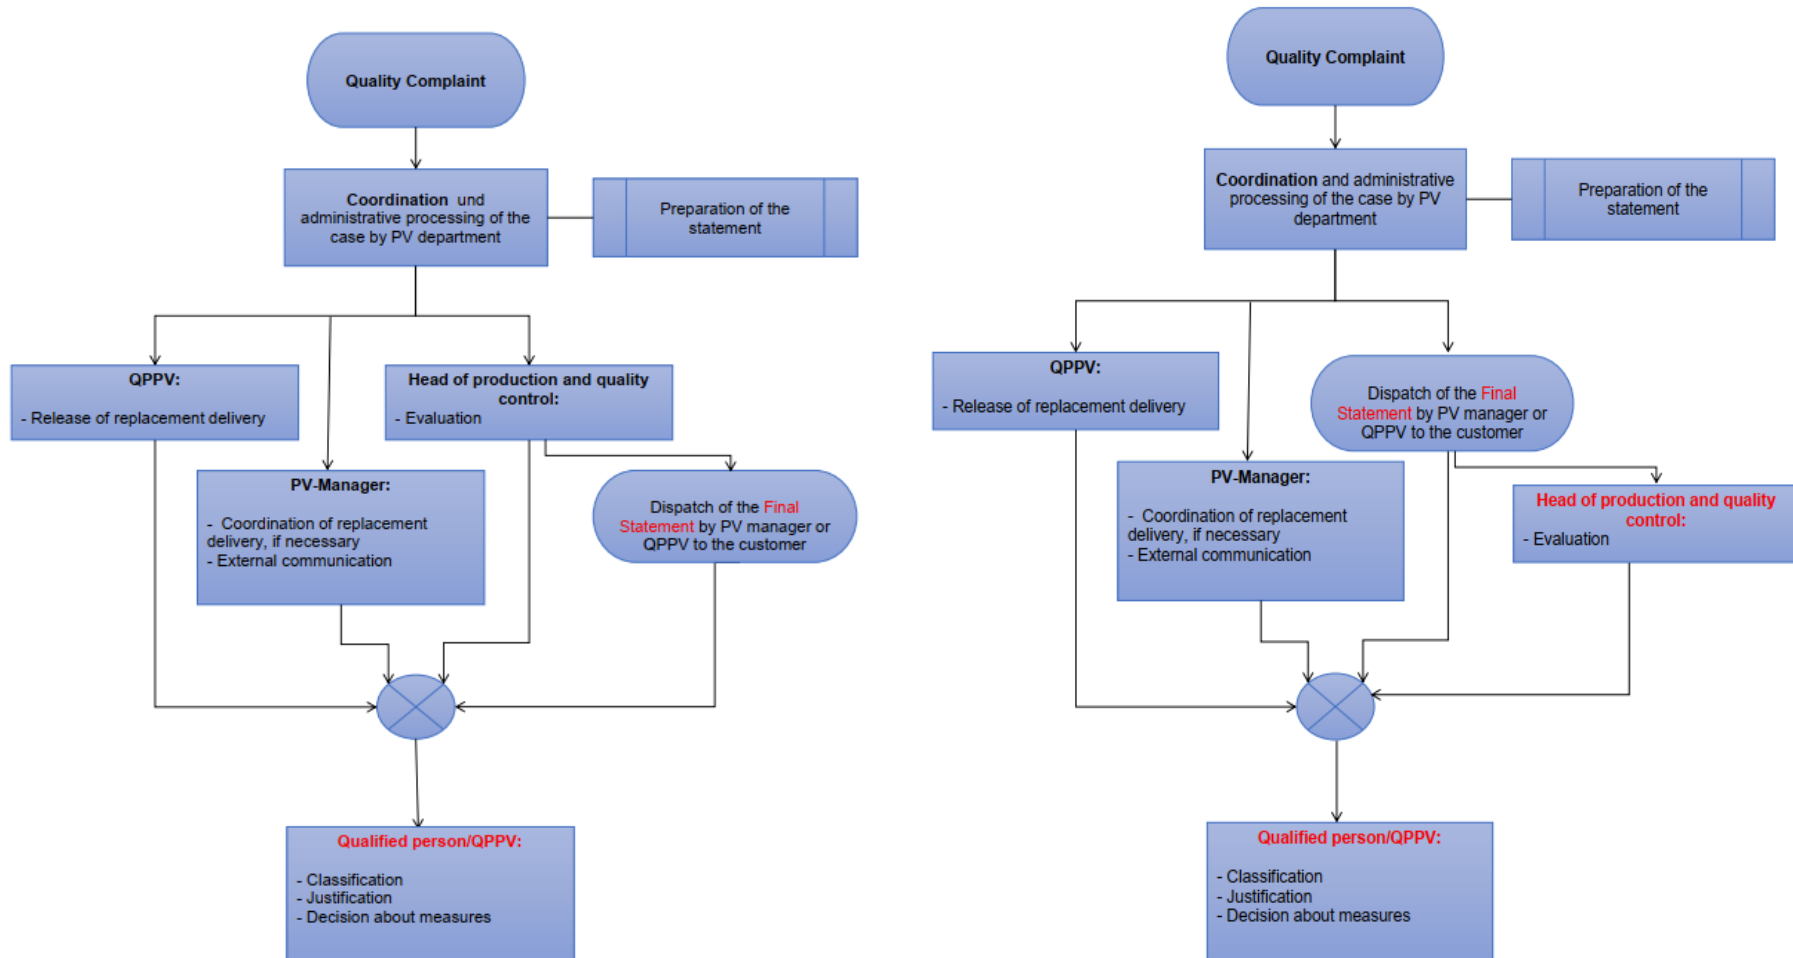 Quality Complaint
Coordination und
administrative processing of the
case by PV department
Preparation of the
statement
QPPV:
- Release of replacement delivery
Head of production and quality
control:
- Evaluation
PV-Manager:
- Coordination of replacement
delivery, if necessary
- External communication
Dispatch of the Final
Statement by PV manager or
QPPV to the customer
Qualified person/QPPV:
- Classification
- Justification
- Decision about measures
Quality Complaint
Coordination and administrative
processing of the case by PV
department
Preparation of the
statement
QPPV:
- Release of replacement delivery
Dispatch of the Final
Statement by PV manager or
QPPV to the customer
PV-Manager:
- Coordination of replacement
delivery, if necessary
- External communication
Head of production and quality
control:
- Evaluation
Qualified person/QPPV:
- Classification
- Justification
- Decision about measures